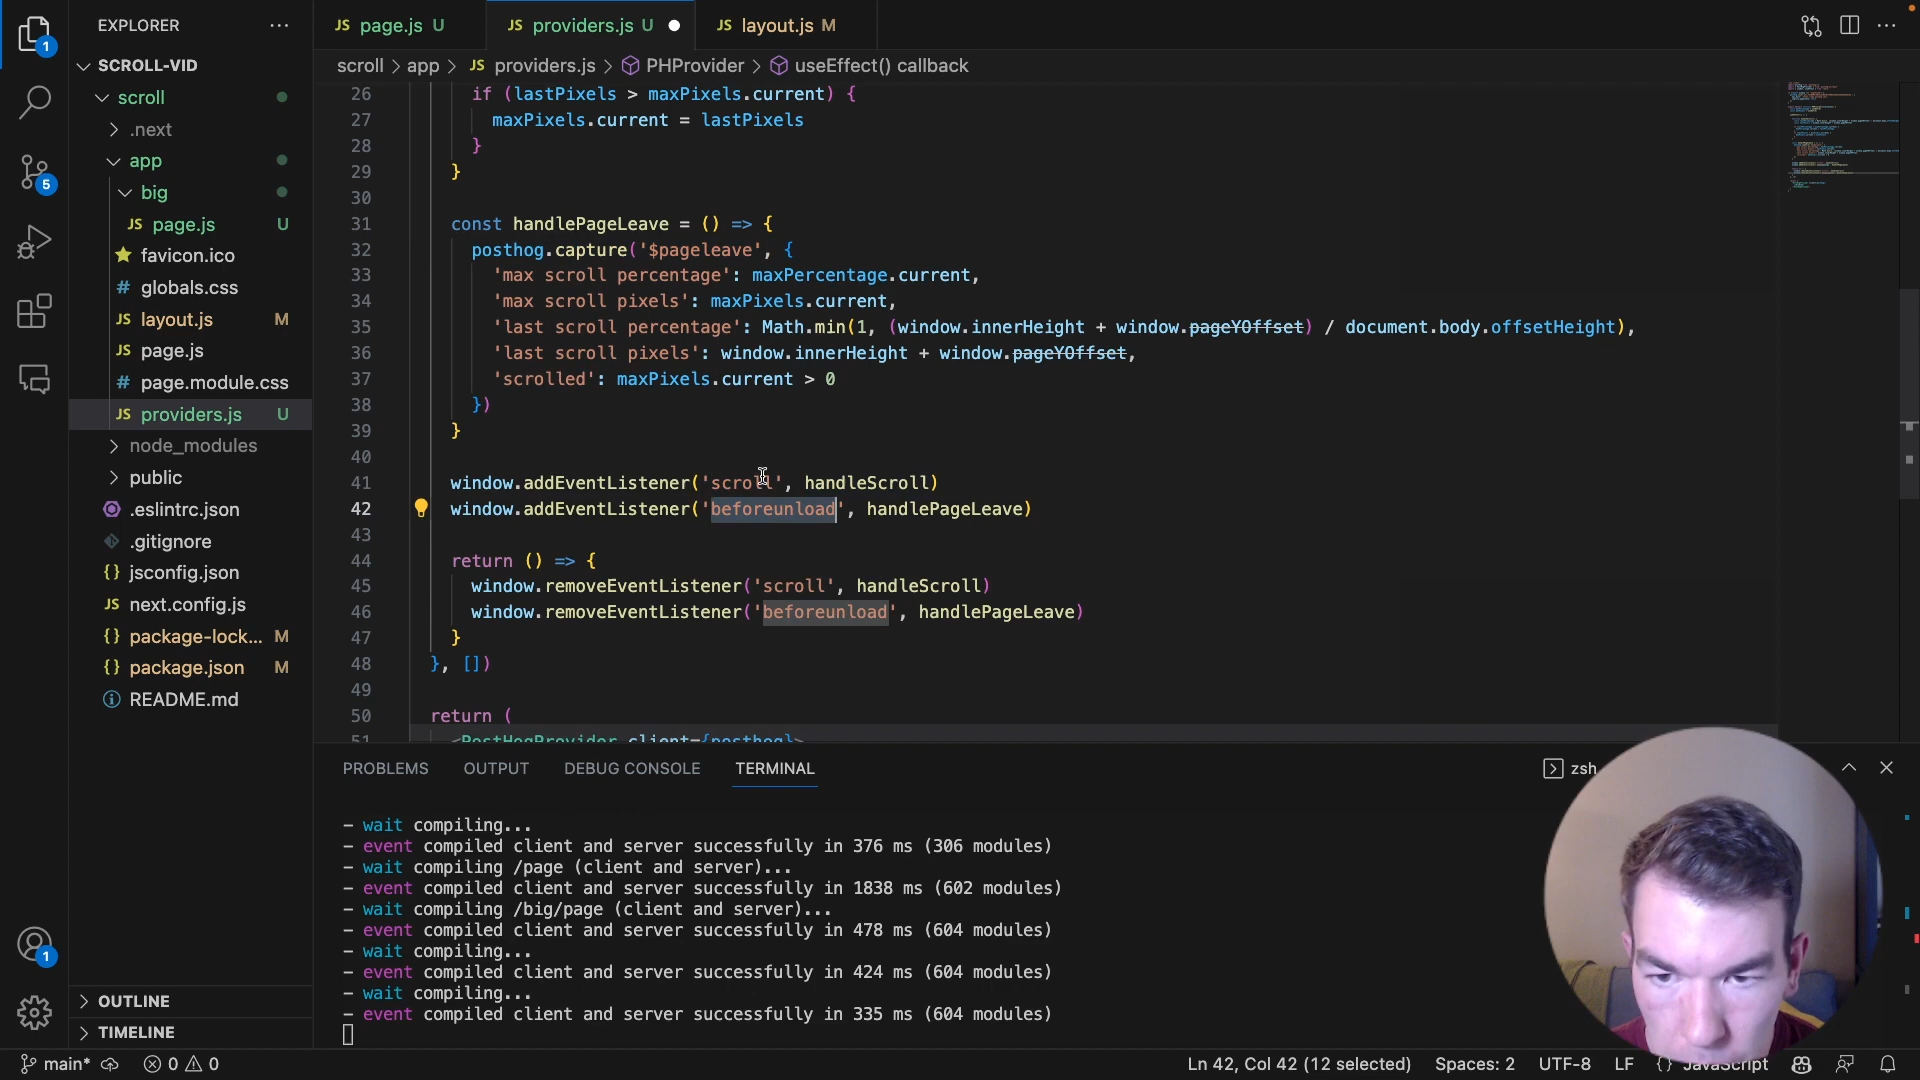 EXPLORER
page.js U
providers.js U
layout.js M
SCROLL-VID
scroll
.next
app
big
page.js U
favicon.ico
globals.css
layout.js M
page.js
page.module.css
providers.js U
node_modules
public
.eslintrc.json
.gitignore
jsconfig.json
next.config.js
package-lock... M
package.json M
README.md
OUTLINE
TIMELINE
1
5
1
scroll > app > JS providers.js > PHProvider > useEffect() callback
26 if (lastPixels > maxPixels.current) {
27 maxPixels.current = lastPixels
28 }
29 }
30
31 const handlePageLeave = () => {
32 posthog.capture('$pageleave', {
33 'max scroll percentage': maxPercentage.current,
34 'max scroll pixels': maxPixels.current,
35 'last scroll percentage': Math.min(1, (window.innerHeight + window.pageYOffset) / document.body.offsetHeight),
36 'last scroll pixels': window.innerHeight + window.pageYOffset,
37 'scrolled': maxPixels.current > 0
38 })
39 }
40
41 window.addEventListener('scroll', handleScroll)
42 window.addEventListener('beforeunload', handlePageLeave)
43
44 return () => {
45 window.removeEventListener('scroll', handleScroll)
46 window.removeEventListener('beforeunload', handlePageLeave)
47 }
48 }, [])
49
50 return (
51 <PostHogProvider client={posthog}>
PROBLEMS OUTPUT DEBUG CONSOLE TERMINAL
zsh
- wait compiling...
- event compiled client and server successfully in 376 ms (306 modules)
- wait compiling /page (client and server)...
- event compiled client and server successfully in 1838 ms (602 modules)
- wait compiling /big/page (client and server)...
- event compiled client and server successfully in 478 ms (604 modules)
- wait compiling...
- event compiled client and server successfully in 424 ms (604 modules)
- wait compiling...
- event compiled client and server successfully in 335 ms (604 modules)
main* 0 0 Ln 42, Col 42 (12 selected) Spaces: 2 UTF-8 LF {} JavaScript